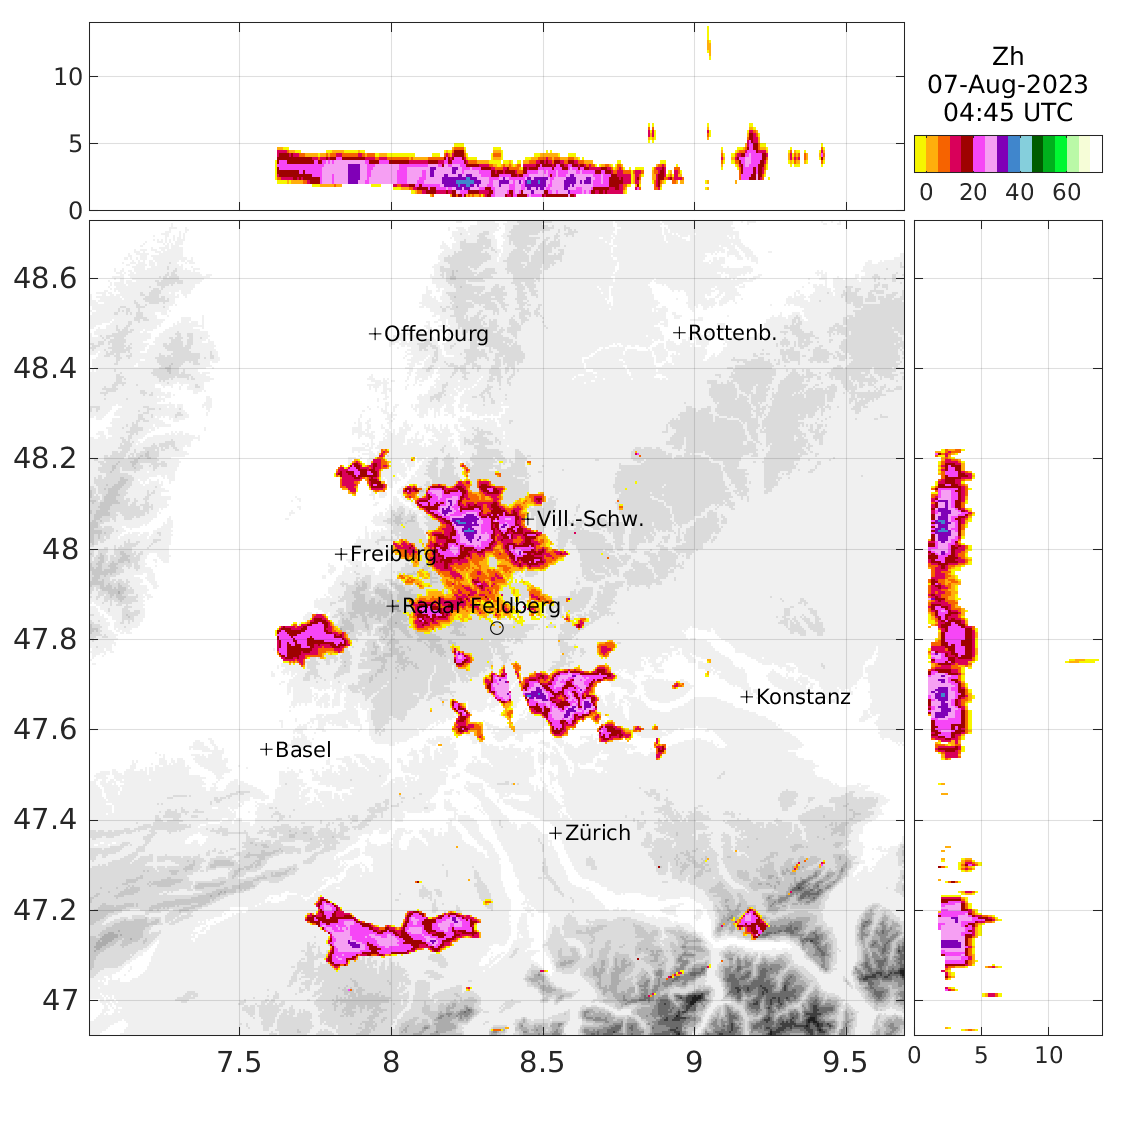 10
5
0
Zh
07-Aug-2023
04:45 UTC
0 20 40 60
48.6
48.4
48.2
48
47.8
47.6
47.4
47.2
47
+Offenburg
+Rottenb.
+Vill.-Schw.
+Freiburg
+Radar Feldberg
+Konstanz
+Basel
+Zürich
7.5 8 8.5 9 9.5
0 5 10